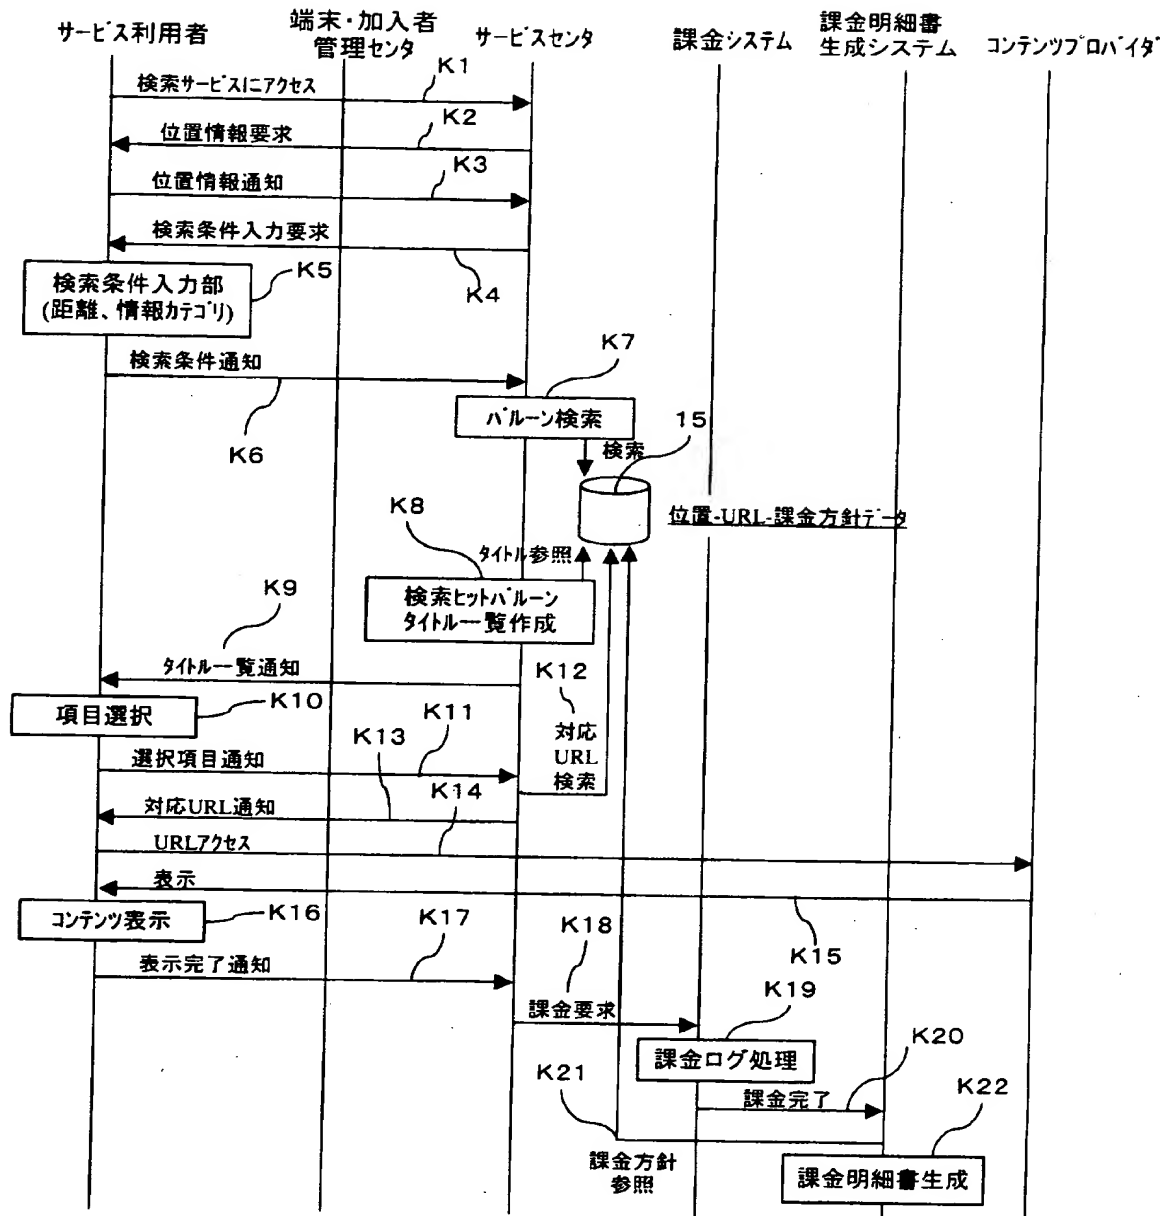 サービス利用者
端末・加入者
管理センタ
サービスセンタ
課金システム
課金明細書
生成システム
コンテンツプロバイダ
K1
検索サービスにアクセス
K2
位置情報要求
K3
位置情報通知
検索条件入力要求
K4
検索条件入力部
(距離、情報カテゴリ)
K5
検索条件通知
K6
K7
バルーン検索
検索
15
位置-URL-課金方針データ
K8
タイトル参照
検索ヒットバルーン
タイトル一覧作成
K9
タイトル一覧通知
K10
項目選択
K11
選択項目通知
K12
対応
URL
検索
K13
対応URL通知
K14
URLアクセス
表示
K15
コンテンツ表示
K16
K17
表示完了通知
K18
課金要求
K19
課金ログ処理
K20
課金完了
K21
課金方針
参照
K22
課金明細書生成